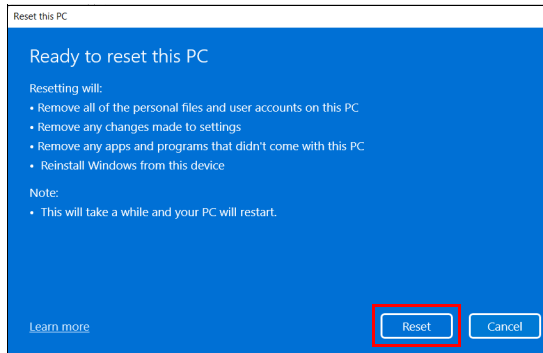 Reset this PC
Ready to reset this PC
Resetting will:
• Remove all of the personal files and user accounts on this PC
• Remove any changes made to settings
• Remove any apps and programs that didn't come with this PC
• Reinstall Windows from this device
Note:
• This will take a while and your PC will restart.
Learn more
Reset
Cancel